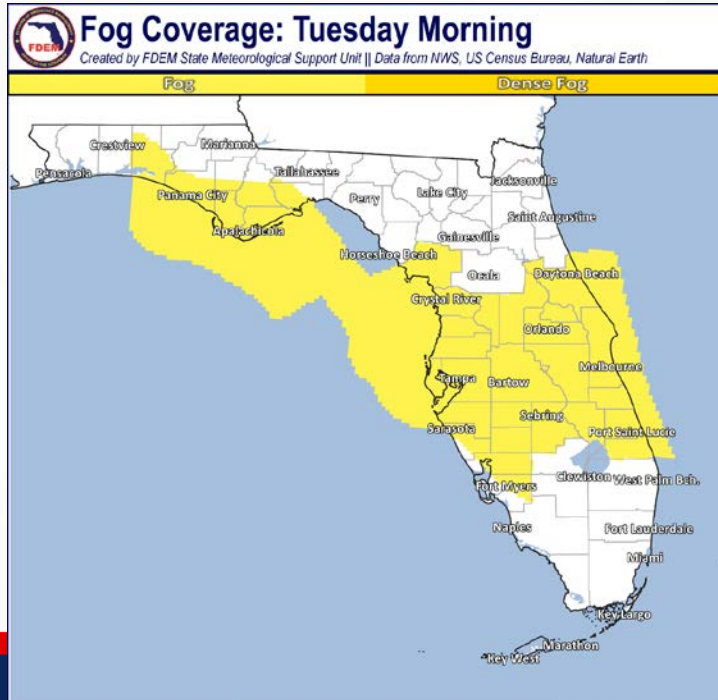 Fog Coverage: Tuesday Morning
FDEM
Created by FDEM State Meteorological Support Unit || Data from NWS, US Census Bureau, Natural Earth
Fog Dense Fog
Crestview Marianna
Pensacola Tallahassee Jacksonville
Panama City Perry Lake City
Apalachicola Saint Augustine
Gainesville
Horseshoe Beach
Ocala Daytona Beach
Crystal River
Orlando
Melbourne
Tampa Bartow
Sebring
Sarasota Port Saint Lucie
Clewiston West Palm Bch.
Fort Myers
Naples Fort Lauderdale
Miami
Key Largo
Marathon
Key West